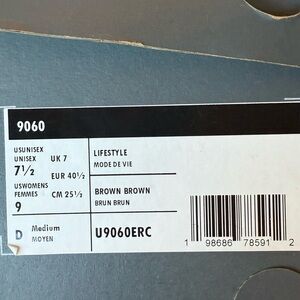 9060
USUNISEX
UNISEX
7½
UK 7
EUR 40½
USWOMENS
FEMMES
9
CM 25½
D
Medium
MOYEN
LIFESTYLE
MODE DE VIE
BROWN BROWN
BRUN BRUN
U9060ERC
1 98686 78591 2